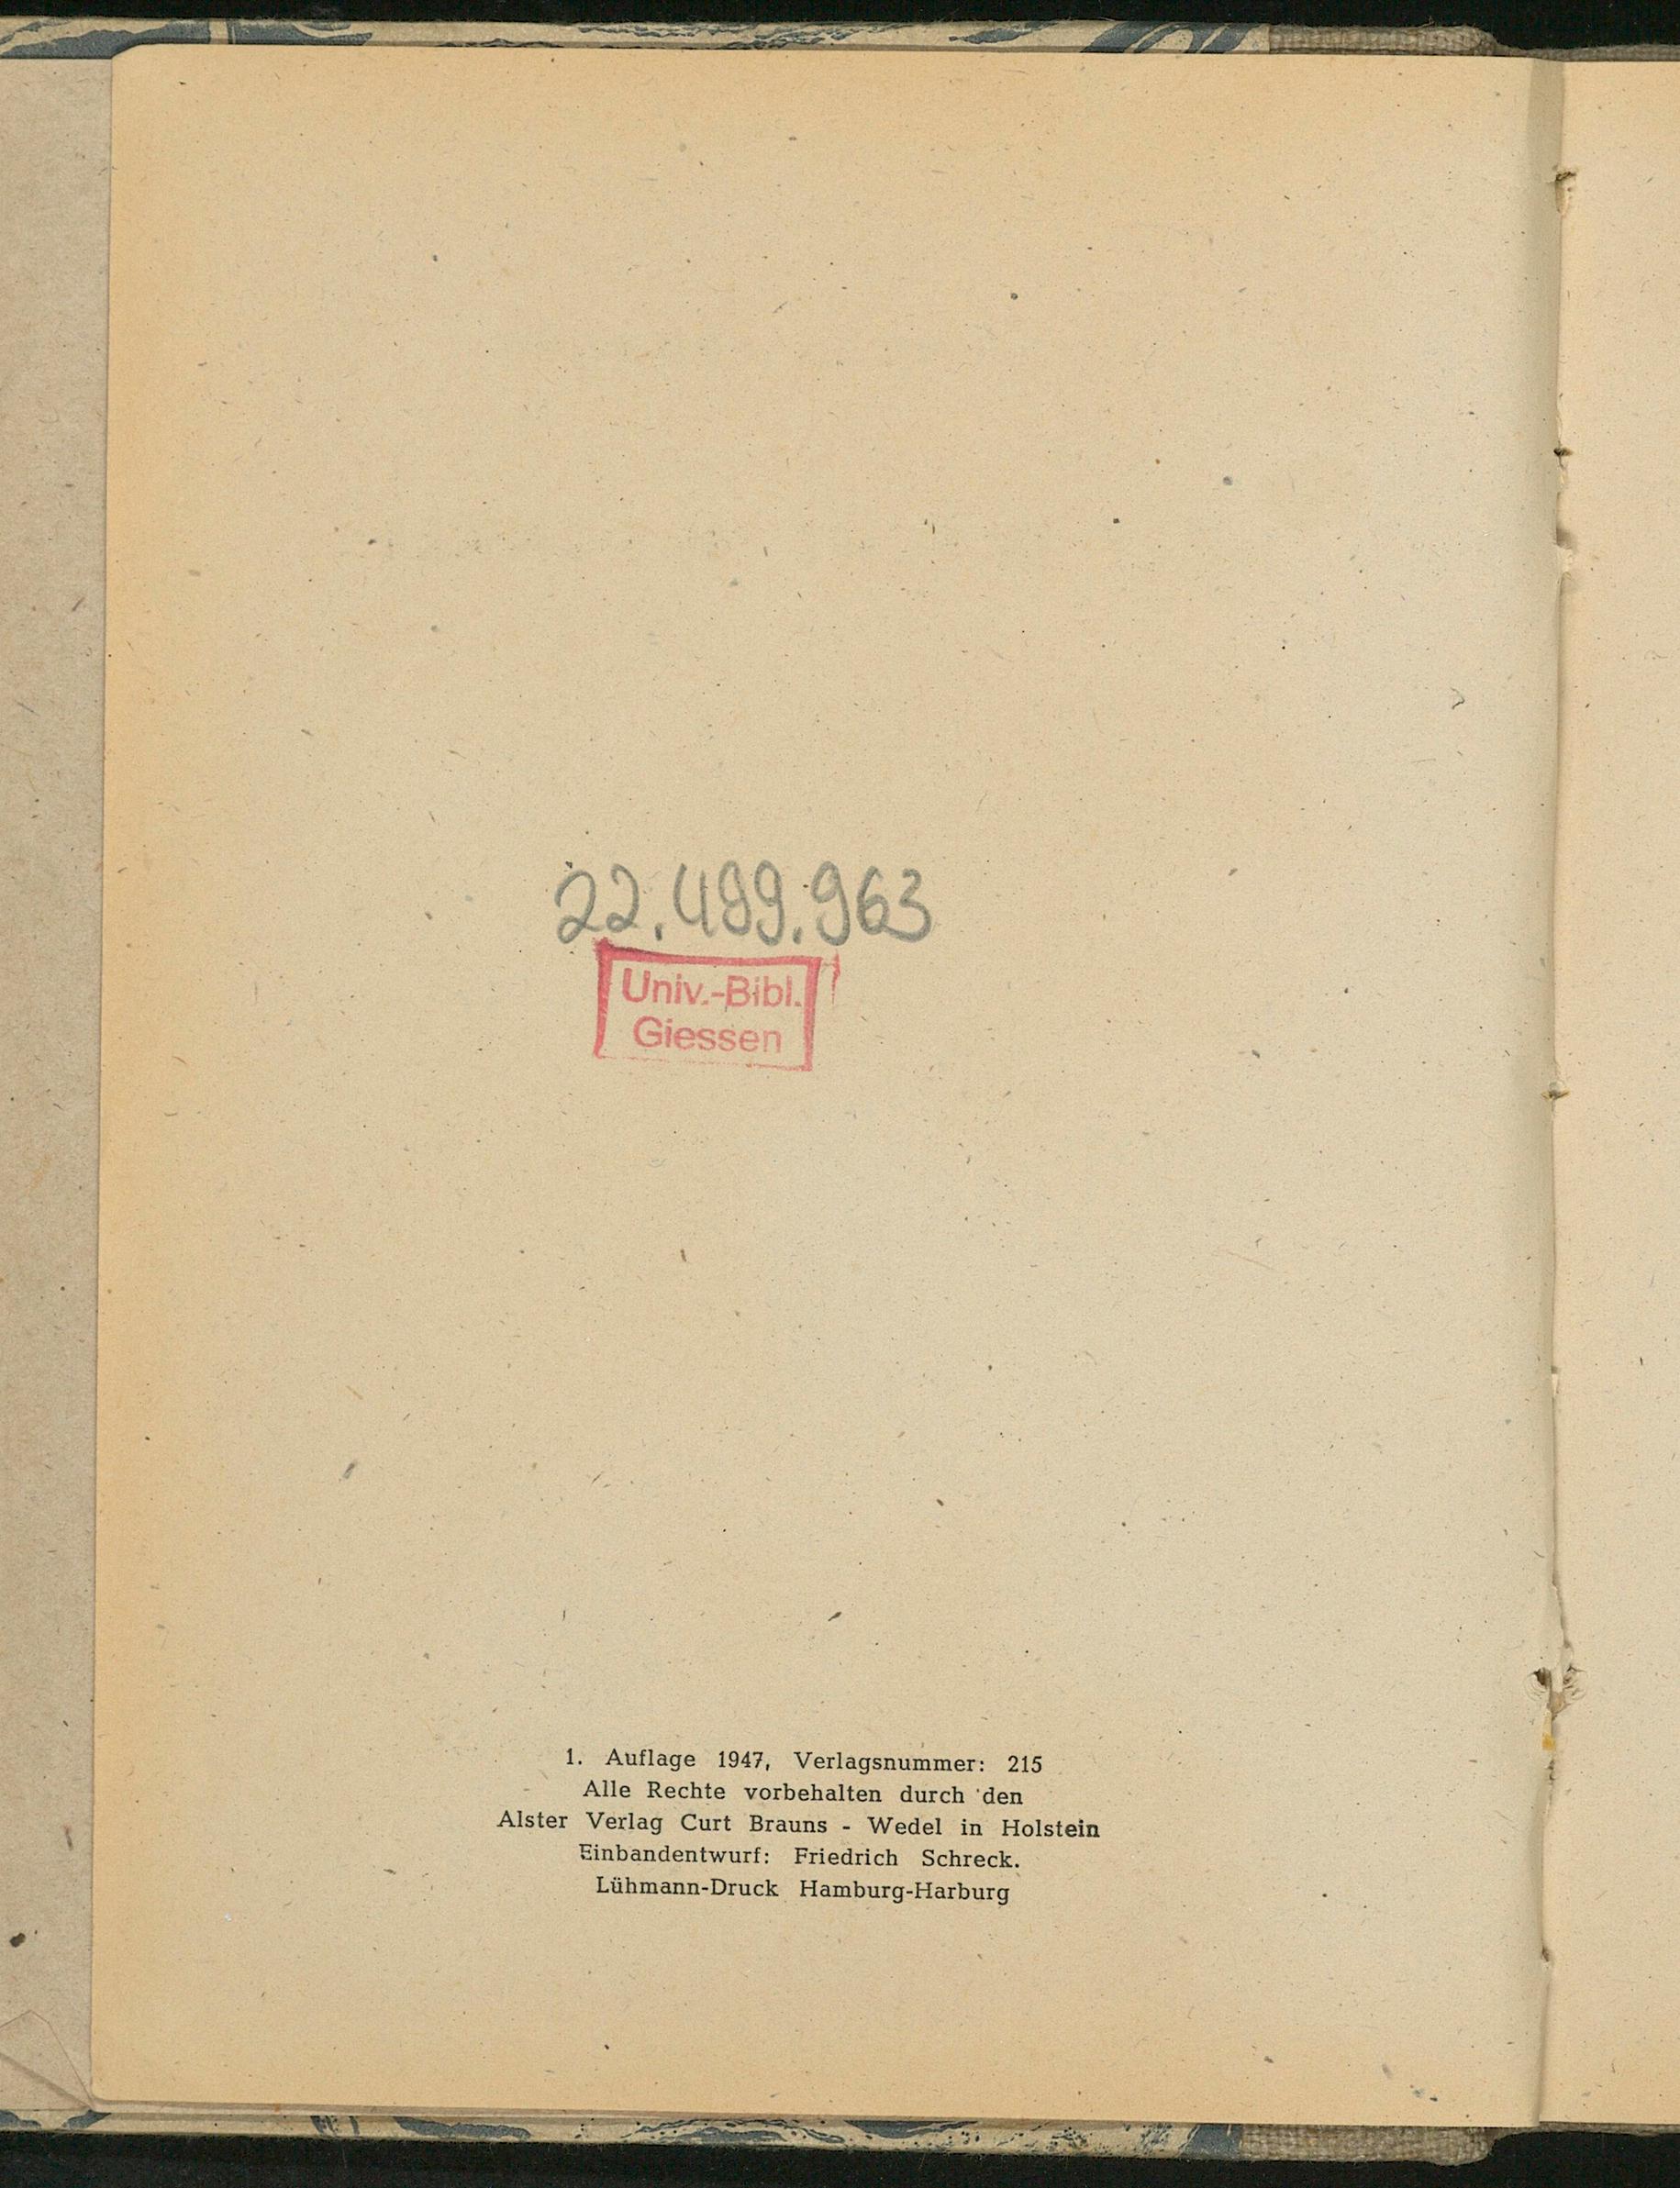 22.499.963
Univ.-Bibl.
Giessen
1. Auflage 1947, Verlagsnummer: 215
Alle Rechte vorbehalten durch den
Alster Verlag Curt Brauns - Wedel in Holstein
Einbandentwurf: Friedrich Schreck.
Lühmann-Druck Hamburg-Harburg